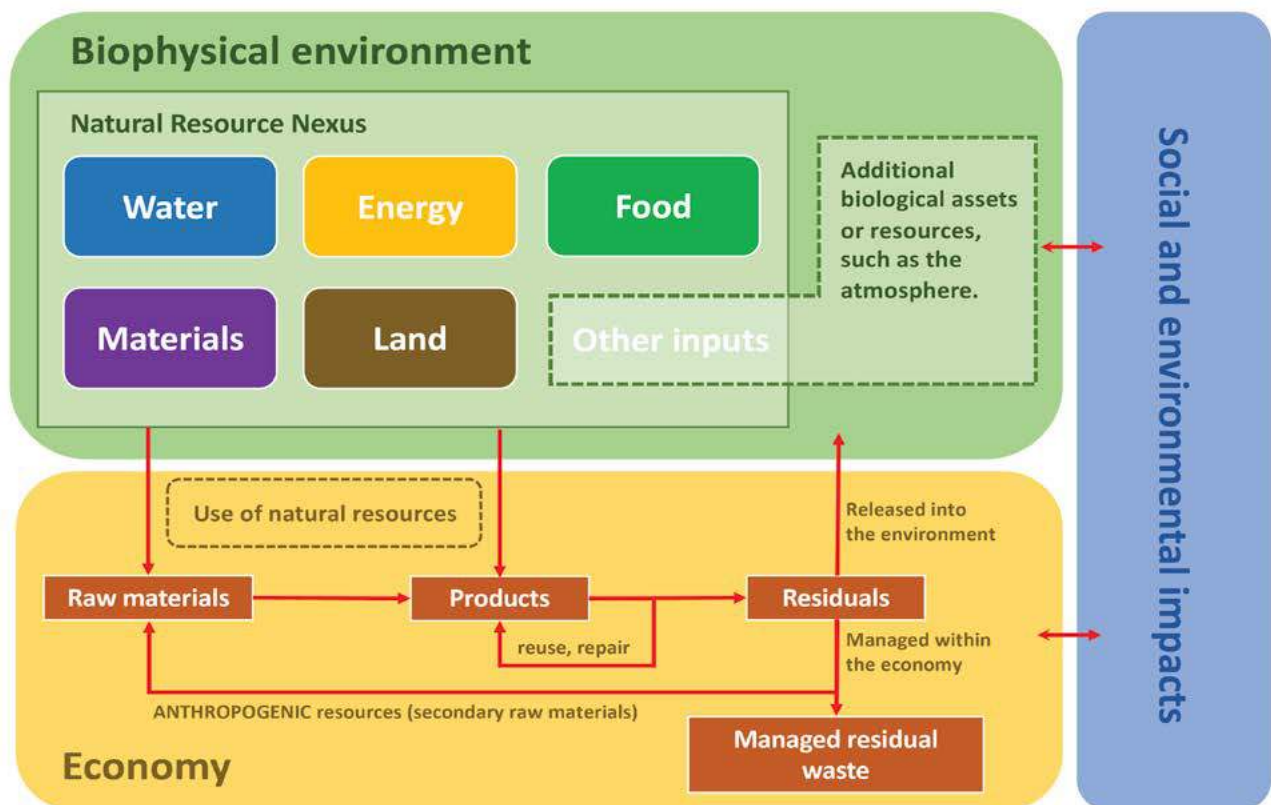 Biophysical environment
Natural Resource Nexus
Water
Energy
Food
Additional
biological assets
or resources,
such as the
atmosphere.
Materials
Land
Other inputs
Social and environmental impacts
Use of natural resources
Released into
the environment
Raw materials
Products
Residuals
reuse, repair
Managed within
the economy
ANTHROPOGENIC resources (secondary raw materials)
Managed residual
waste
Economy